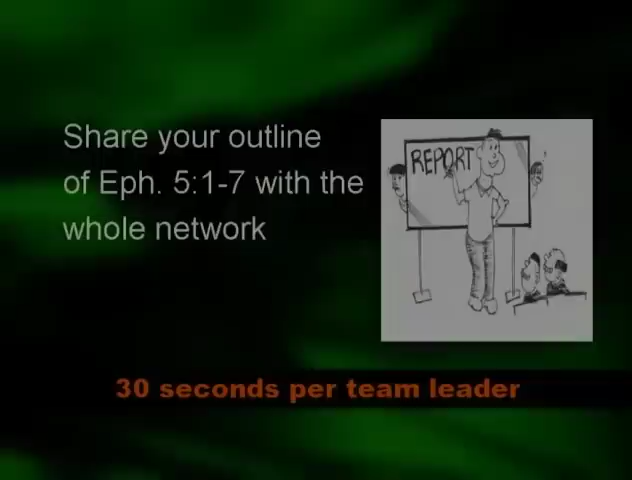 Share your outline
of Eph. 5:1-7 with the
whole network
REPORT
30 seconds per team leader